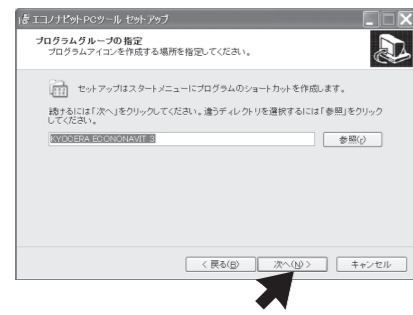 エコノナビットPCツール セットアップ
プログラムグループの指定
プログラムアイコンを作成する場所を指定してください。
セットアップはスタートメニューにプログラムのショートカットを作成します。
続けるには「次へ」をクリックしてください。違うディレクトリを選択するには「参照」をクリック
してください。
KYOCERA ECONONAVIT 3
参照(r)
< 戻る(B)
次へ(N) >
キャンセル